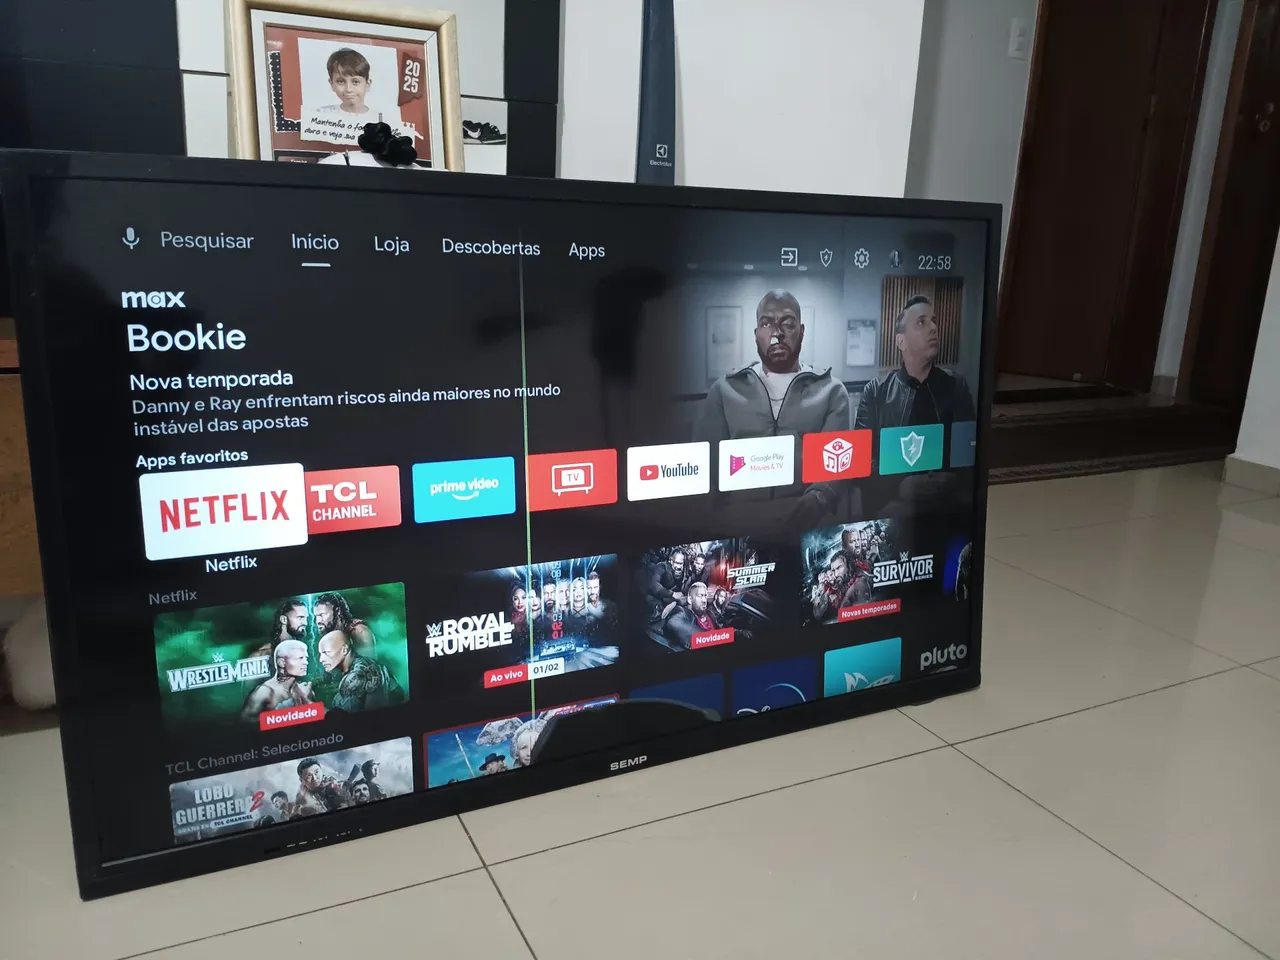 20
25
Mantenha o
duro e veja sua
Electrolux
Pesquisar Início Loja Descobertas Apps
22:58
max
Bookie
Nova temporada
Danny e Ray enfrentam riscos ainda maiores no mundo
instável das apostas
Apps favoritos
NETFLIX
TCL
CHANNEL
prime video
TV
YouTube
Google Play
Movies & TV
Netflix
Netflix
W
WRESTLEMANIA
Novidade
W
ROYAL
RUMBLE
Ao vivo 01/02
SUMMER
SLAM
Novidade
W
SURVIVOR
SERIES
Novas temporadas
pluto
TCL Channel: Selecionado
LOBO
GUERRERO 2
TCL CHANNEL
SEMP